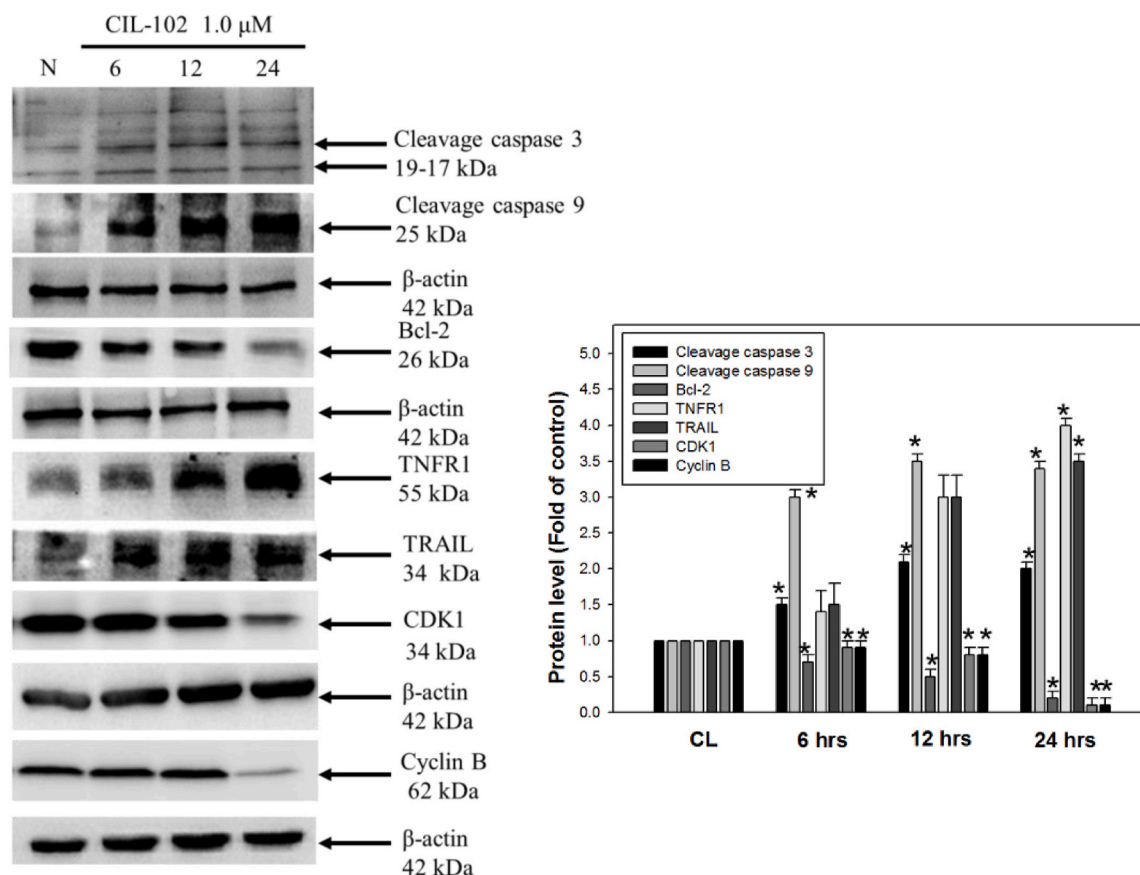 CIL-102 1.0 μM
N 6 12 24
Cleavage caspase 3
19-17 kDa
Cleavage caspase 9
25 kDa
β-actin
42 kDa
Bcl-2
26 kDa
β-actin
42 kDa
TNFR1
55 kDa
TRAIL
34 kDa
CDK1
34 kDa
β-actin
42 kDa
Cyclin B
62 kDa
β-actin
42 kDa
Protein level (Fold of control)
5.0
4.5
4.0
3.5
3.0
2.5
2.0
1.5
1.0
0.5
0.0
Cleavage caspase 3
Cleavage caspase 9
Bcl-2
TNFR1
TRAIL
CDK1
Cyclin B
* * * * *
* * * * *
* * * * * **
CL 6 hrs 12 hrs 24 hrs